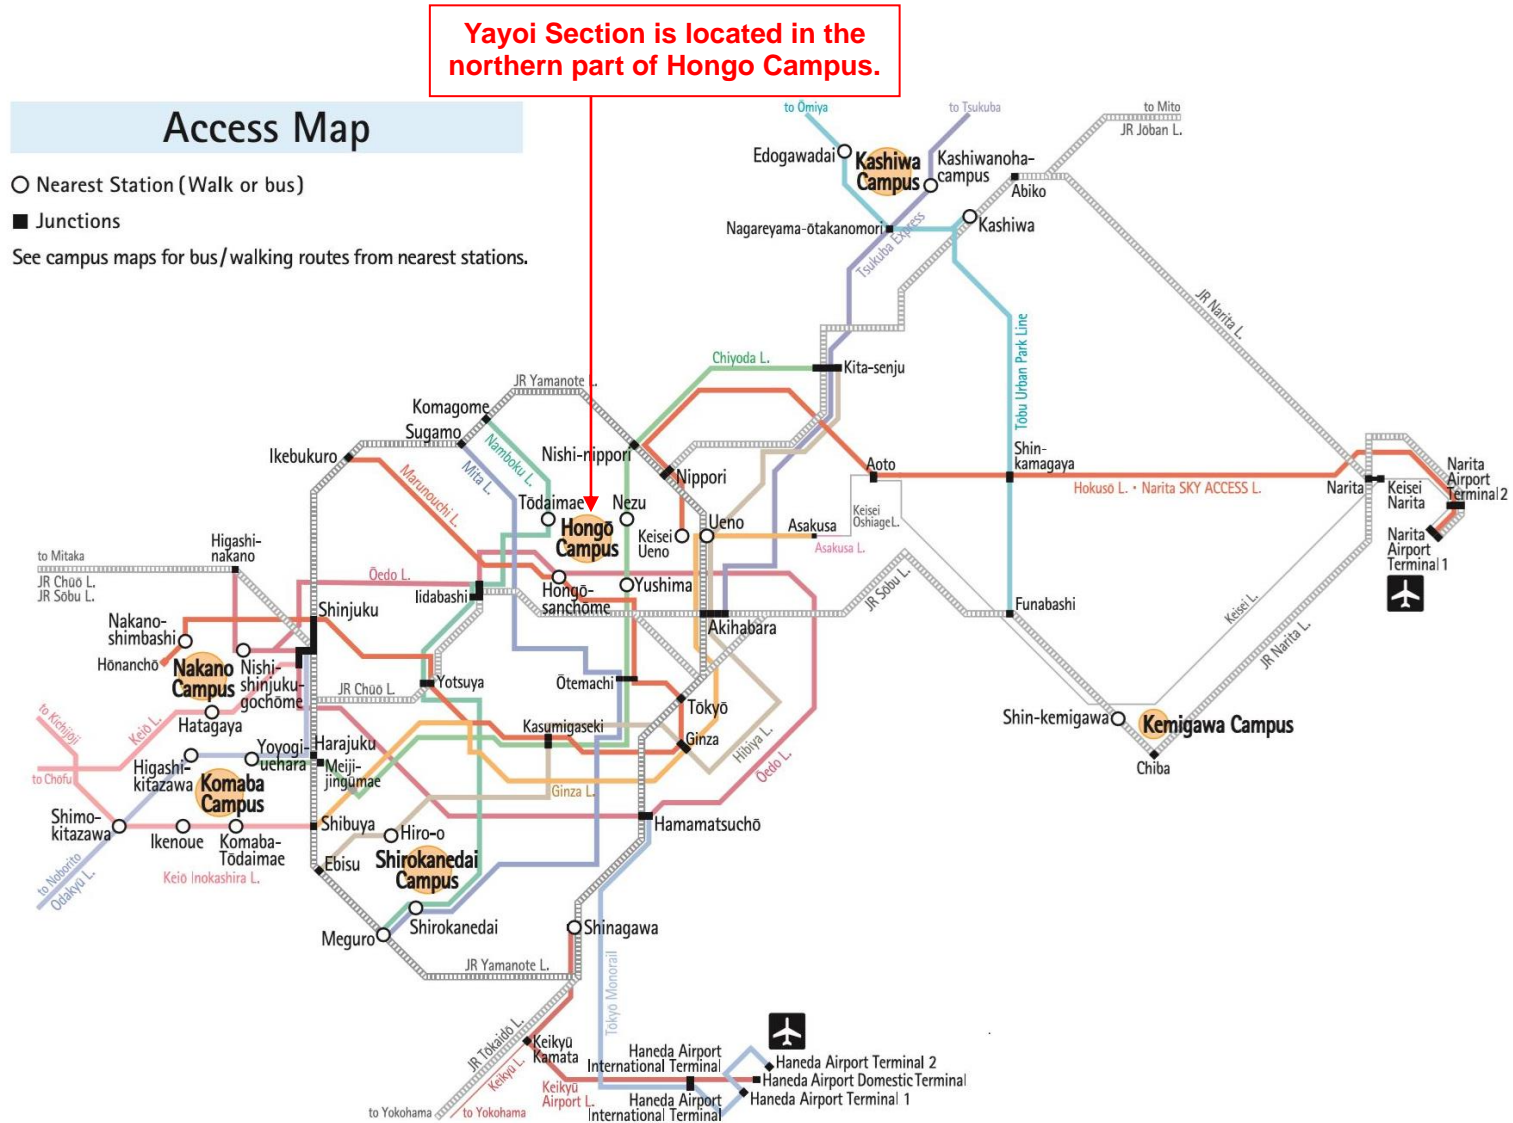 Yayoi Section is located in the
northern part of Hongo Campus.
Access Map
Nearest Station (Walk or bus)
Junctions
See campus maps for bus/walking routes from nearest stations.
to Ōmiya
to Tsukuba
to Mito
JR Jōban L.
Edogawadai
Kashiwa
Campus
Kashiwanoha-
campus
Abiko
Nagareyama-ōtakanomori
Kashiwa
Tsukuba Express
JR Narita L.
Tōbu Urban Park Line
Chiyoda L.
Kita-senju
JR Yamanote L.
Komagome
Sugamo
Namboku L.
Mita L.
Nishi-nippori
Ikebukuro
Marunouchi L.
Nippori
Aoto
Shin-
kamagaya
Hokusō L. • Narita SKY ACCESS L.
Narita
Keisei
Narita
Narita
Airport
Terminal 2
Narita
Airport
Terminal 1
Tōdaimae
Nezu
Hongō
Campus
Keisei
Ueno
Ueno
Asakusa
Keisei
Oshiage L.
Asakusa L.
Higashi-
nakano
to Mitaka
JR Chūō L.
JR Sōbu L.
Ōedo L.
Iidabashi
Hongō-
sanchōme
Yushima
JR Sōbu L.
Funabashi
Keisei L.
JR Narita L.
Shinjuku
Akihabara
Nakano-
shimbashi
Hōnanchō
Nakano
Campus
Nishi-
shinjuku-
gochōme
JR Chūō L.
Yotsuya
Ōtemachi
Tōkyō
Hatagaya
Keiō L.
to Kichijōji
to Chōfu
Kasumigaseki
Ginza
Hibiya L.
Ōedo L.
Shin-kemigawa
Kemigawa Campus
Chiba
Yoyogi-
uehara
Harajuku
Meiji-
jingūmae
Higashi-
kitazawa
Komaba
Campus
Ginza L.
Shimo-
kitazawa
Ikenoue
Komaba-
Tōdaimae
Shibuya
Hiro-o
Hamamatsuchō
Ebisu
Shirokanedai
Campus
to Noborito
Odakyū L.
Keiō Inokashira L.
Meguro
Shirokanedai
Shinagawa
JR Yamanote L.
Tōkyō Monorail
JR Tōkaidō L.
Keikyū L.
Keikyū
Kamata
Haneda Airport
International Terminal
Haneda Airport Terminal 2
Haneda Airport Domestic Terminal
Haneda Airport Terminal 1
Keikyū
Airport L.
Haneda Airport
International Terminal
to Yokohama
to Yokohama